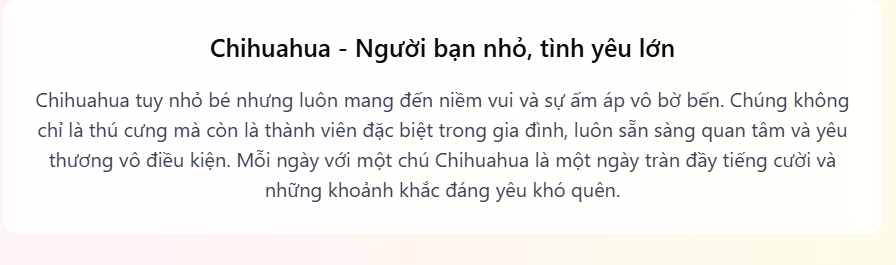 Chihuahua - Người bạn nhỏ, tình yêu lớn
Chihuahua tuy nhỏ bé nhưng luôn mang đến niềm vui và sự ấm áp vô bờ bến. Chúng không
chỉ là thú cưng mà còn là thành viên đặc biệt trong gia đình, luôn sẵn sàng quan tâm và yêu
thương vô điều kiện. Mỗi ngày với một chú Chihuahua là một ngày tràn đầy tiếng cười và
những khoảnh khắc đáng yêu khó quên.